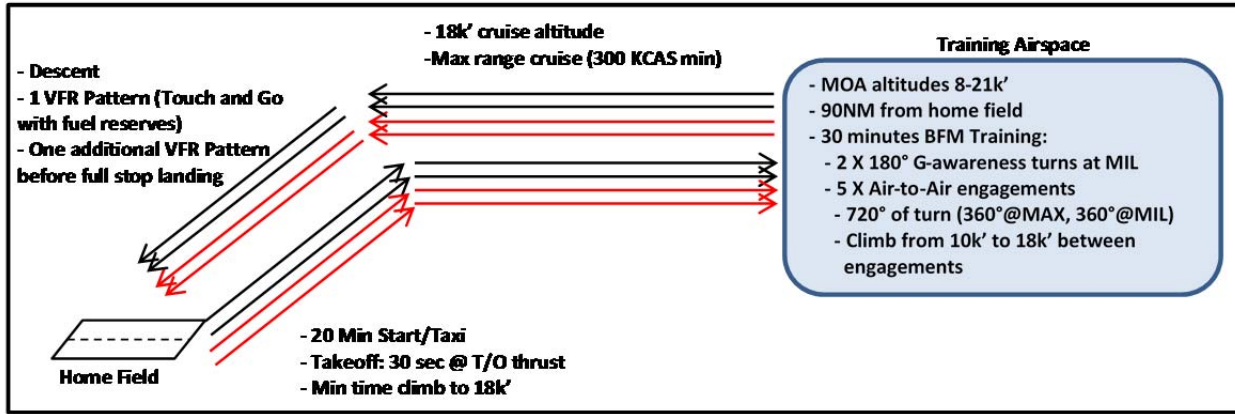 - 18k' cruise altitude
-Max range cruise (300 KCAS min)
- Descent
- 1 VFR Pattern (Touch and Go
with fuel reserves)
- One additional VFR Pattern
before full stop landing
Training Airspace
- MOA altitudes 8-21k'
- 90NM from home field
- 30 minutes BFM Training:
- 2 X 180° G-awareness turns at MIL
- 5 X Air-to-Air engagements
- 720° of turn (360°@MAX, 360°@MIL)
- Climb from 10k' to 18k' between
engagements
- 20 Min Start/Taxi
- Takeoff: 30 sec @ T/O thrust
- Min time climb to 18k'
Home Field